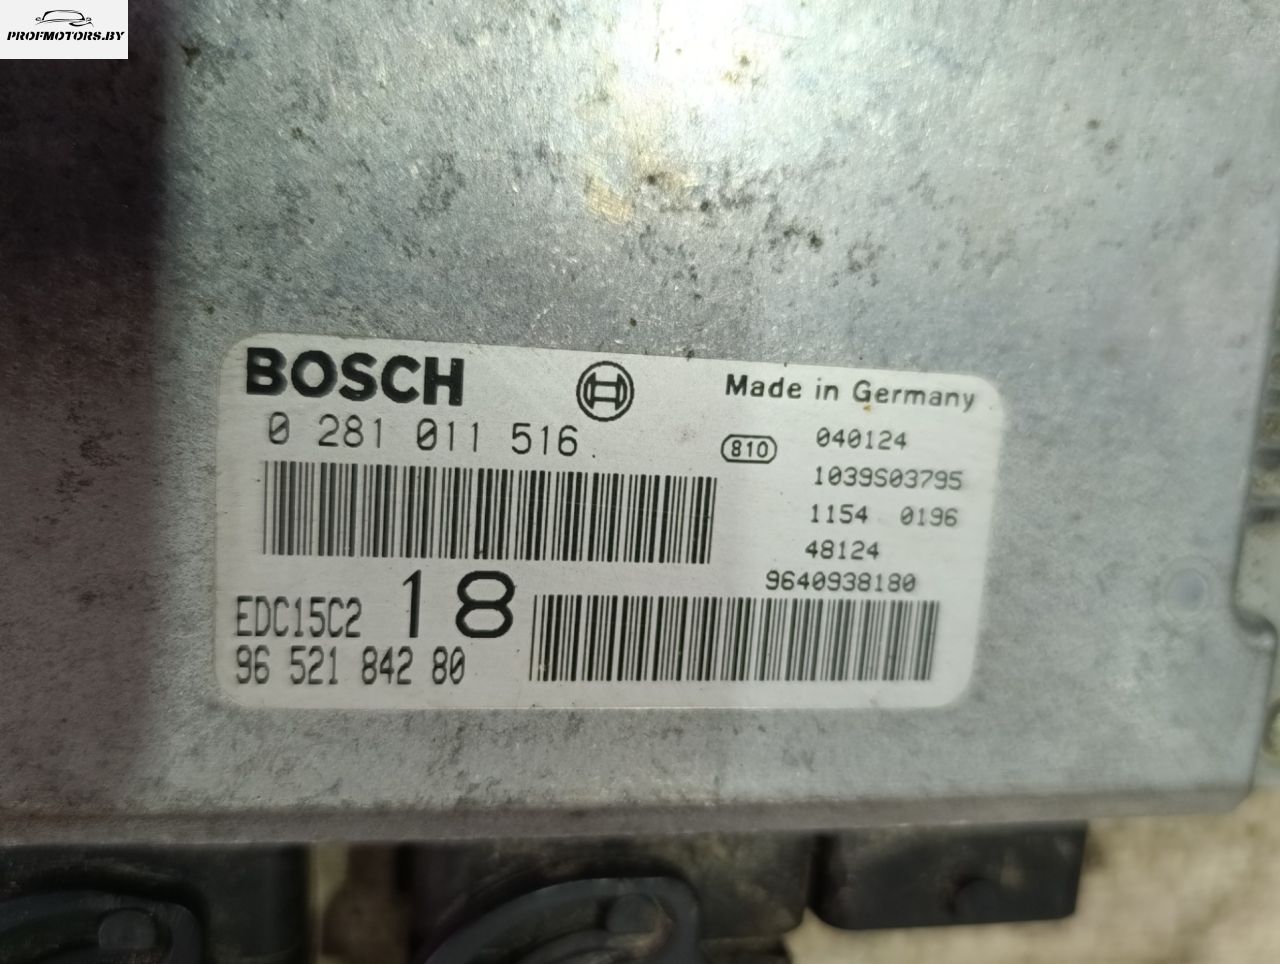 PROFMOTORS.BY
BOSCH
Made in Germany
0 281 011 516
810
040124
1039S03795
1154 0196
48124
9640938180
EDC15C2 18
96 521 842 80